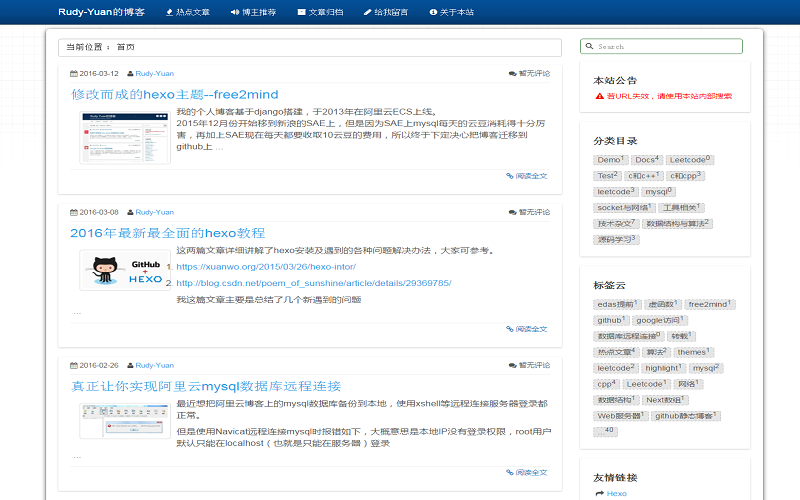 Rudy-Yuan的博客 热点文章 博主推荐 文章归档 给我留言 关于本站
当前位置： 首页
2016-03-12 Rudy-Yuan 暂无评论
修改而成的hexo主题--free2mind
我的个人博客基于django搭建，于2013年在阿里云ECS上线。
2015年12月份开始移到新浪的SAE上，但是因为SAE上mysql每天的云豆消耗得十分厉
害，再加上SAE现在每天都要收取10云豆的费用，所以终于下定决心把博客迁移到
github上 ...
阅读全文
2016-03-08 Rudy-Yuan 暂无评论
2016年最新最全面的hexo教程
这两篇文章详细讲解了hexo安装及遇到的各种问题解决办法，大家可参考。
GitHub
+
HEXO
1. https://xuanwo.org/2015/03/26/hexo-intor/
2. http://blog.csdn.net/poem_of_sunshine/article/details/29369785/
我这篇文章主要是总结了几个新遇到的问题
...
阅读全文
2016-02-26 Rudy-Yuan 暂无评论
真正让你实现阿里云mysql数据库远程连接
最近想把阿里云博客上的mysql数据库备份到本地，使用xshell等远程连接服务器登录都
正常。
但是使用Navicat远程连接mysql时报错如下，大概意思是本地IP没有登录权限，root用户
默认只能在localhost（也就是只能在服务器）登录
...
阅读全文
Search
本站公告
若URL失效，请使用本站内部搜索
分类目录
Demo1 Docs4 Leetcode0
Test2 c和c++1 c和cpp3
leetcode3 mysql0
socket与网络1 工具相关1
技术杂文7 数据结构与算法2
源码学习3
标签云
edas提前1 虚函数1 free2mind1
github1 google访问1
数据库远程连接0 转载1
热点文章4 算法2 themes1
leetcode2 highlight1 mysql2
cpp4 Leetcode1 网络1
数据结构1 Next数组1
Web服务器1 github静态博客1
...40
友情链接
Hexo